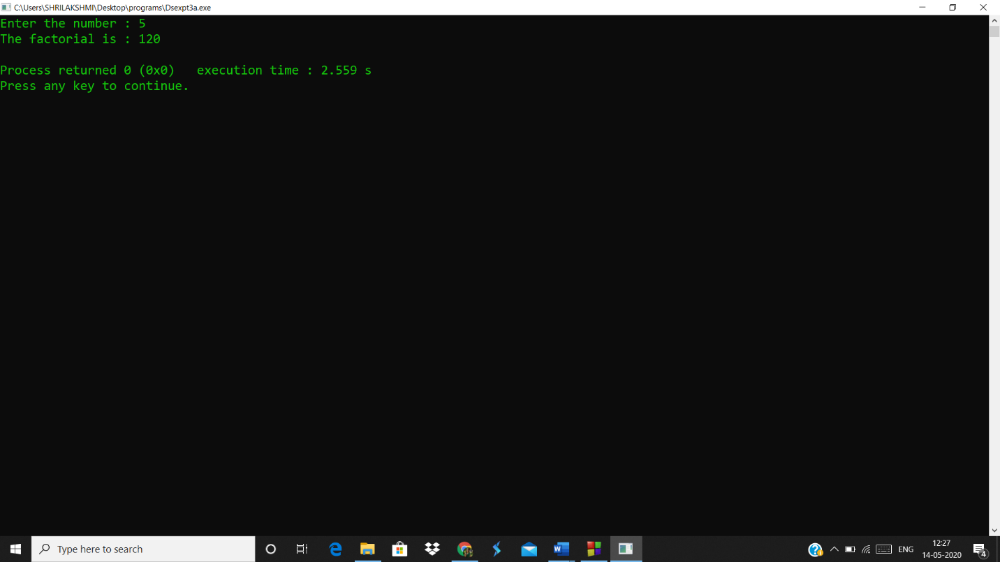 C:\Users\SHRILAKSHMI\Desktop\programs\Dsexpt3a.exe
Enter the number : 5
The factorial is : 120
Process returned 0 (0x0)   execution time : 2.559 s
Press any key to continue.
Type here to search
ENG
12:27
14-05-2020
4